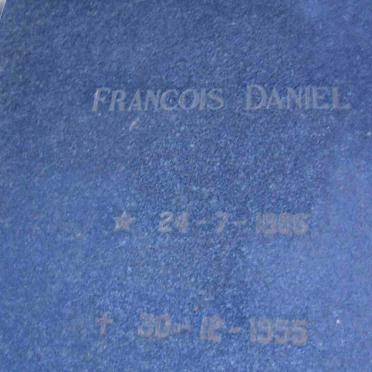 FRANCOIS DANIEL
★ 24-7-
† 30-12-1955